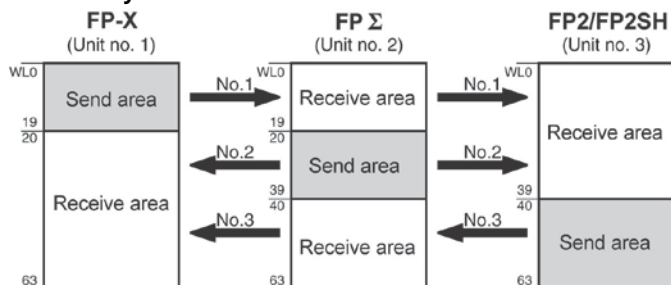 FP-X FP Σ FP2/FP2SH
(Unit no. 1) (Unit no. 2) (Unit no. 3)
WL0 WL0 WL0
Send area No.1 Receive area No.1 Receive area
19 19
20 20
Receive area No.2 Send area No.2
39 39
40 40
No.3 Receive area No.3 Send area
63 63 63